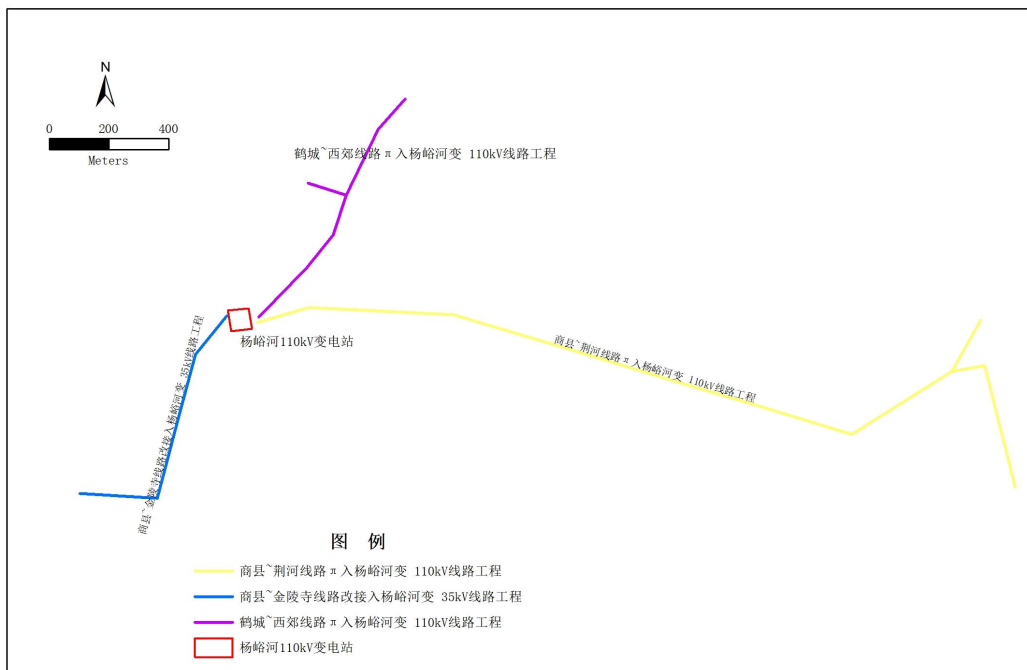 N
0 200 400
Meters
鹤城~西郊线路π入杨峪河变 110kV线路工程
杨峪河110kV变电站
商县~荆河线路π入杨峪河变 110kV线路工程
商县~金陵寺线路改接入杨峪河变 35kV线路工程
图 例
商县~荆河线路π入杨峪河变 110kV线路工程
商县~金陵寺线路改接入杨峪河变 35kV线路工程
鹤城~西郊线路π入杨峪河变 110kV线路工程
杨峪河110kV变电站